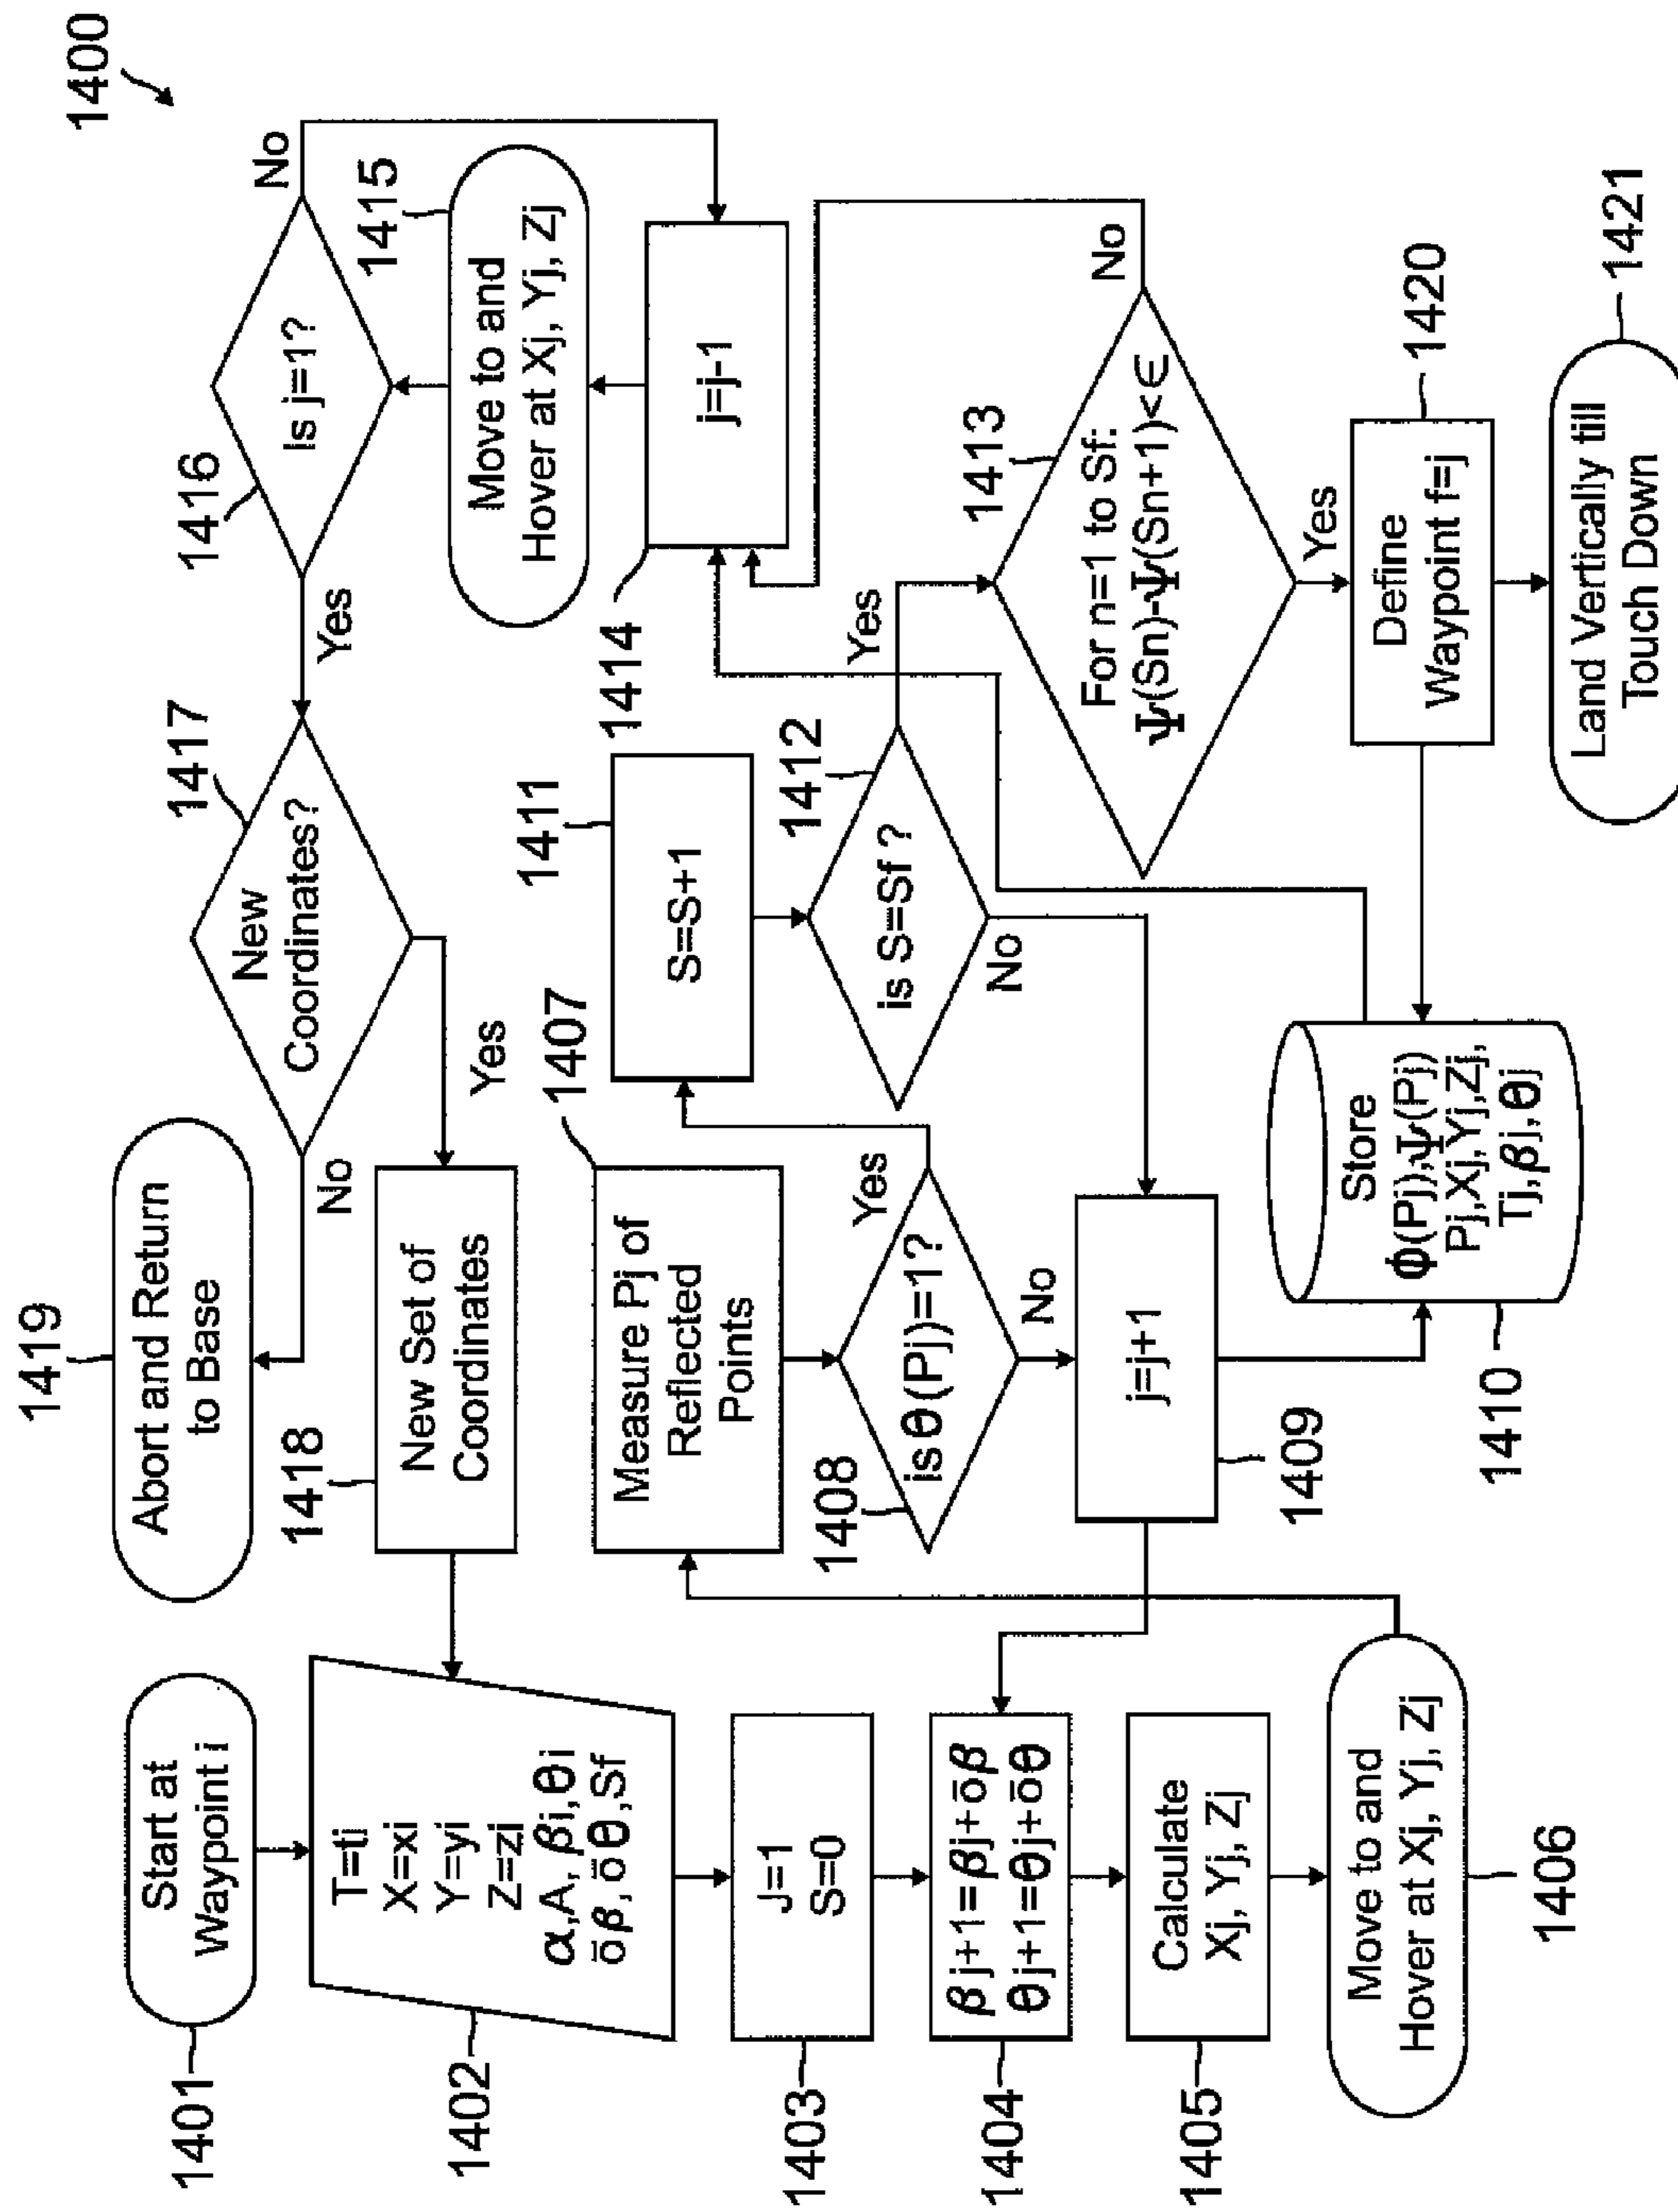 1400
1401
Start at
Waypoint i
1402
T=ti
X=xi
Y=yi
Z=zi
α,A, βi,θi
δβ, δθ,Sf
1403
J=1
S=0
1404
βj+1=βj+δβ
θj+1=θj+δθ
1405
Calculate
Xj, Yj, Zj
Move to and
Hover at Xj, Yj, Zj
1406
1407
Measure Pj of
Reflected
Points
1408
is θ(Pj)=1?
Yes
No
j=j+1
1409
Store
ϕ(Pj),Ψ(Pj)
Pj,Xj,Yj,Zj,
Tj,βj,θj
1410
1411
S=S+1
1412
is S=Sf ?
Yes
No
1413
For n=1 to Sf:
Ψ(Sn)-Ψ(Sn+1)<∈
No
Yes
1414
j=j-1
1415
Move to and
Hover at Xj, Yj, Zj
1416
Is j=1?
No
Yes
1417
New
Coordinates?
No
Yes
1418
New Set of
Coordinates
1419
Abort and Return
to Base
1420
Define
Waypoint f=j
1421
Land Vertically till
Touch Down